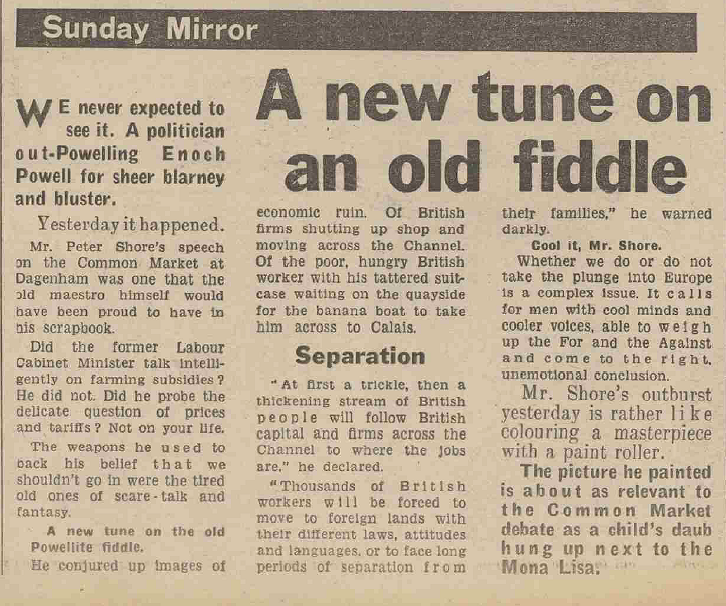 Sunday Mirror
A new tune on
an old fiddle
WE never expected to
see it. A politician
out-Powelling Enoch
Powell for sheer blarney
and bluster.
Yesterday it happened.
Mr. Peter Shore's speech
on the Common Market at
Dagenham was one that the
old maestro himself would
have been proud to have in
his scrapbook.
Did the former Labour
Cabinet Minister talk intelli-
gently on farming subsidies?
He did not. Did he probe the
delicate question of prices
and tariffs? Not on your life.
The weapons he used to
back his belief that we
shouldn't go in were the tired
old ones of scare-talk and
fantasy.
A new tune on the old
Powellite fiddle.
He conjured up images of
economic ruin. Of British
firms shutting up shop and
moving across the Channel.
Of the poor, hungry British
worker with his tattered suit-
case waiting on the quayside
for the banana boat to take
him across to Calais.
Separation
"At first a trickle, then a
thickening stream of British
people will follow British
capital and firms across the
Channel to where the jobs
are," he declared.
"Thousands of British
workers will be forced to
move to foreign lands with
their different laws, attitudes
and languages, or to face long
periods of separation from
their families," he warned
darkly.
Cool it, Mr. Shore.
Whether we do or do not
take the plunge into Europe
is a complex issue. It calls
for men with cool minds and
cooler voices, able to weigh
up the For and the Against
and come to the right,
unemotional conclusion.
Mr. Shore's outburst
yesterday is rather like
colouring a masterpiece
with a paint roller.
The picture he painted
is about as relevant to
the Common Market
debate as a child's daub
hung up next to the
Mona Lisa.